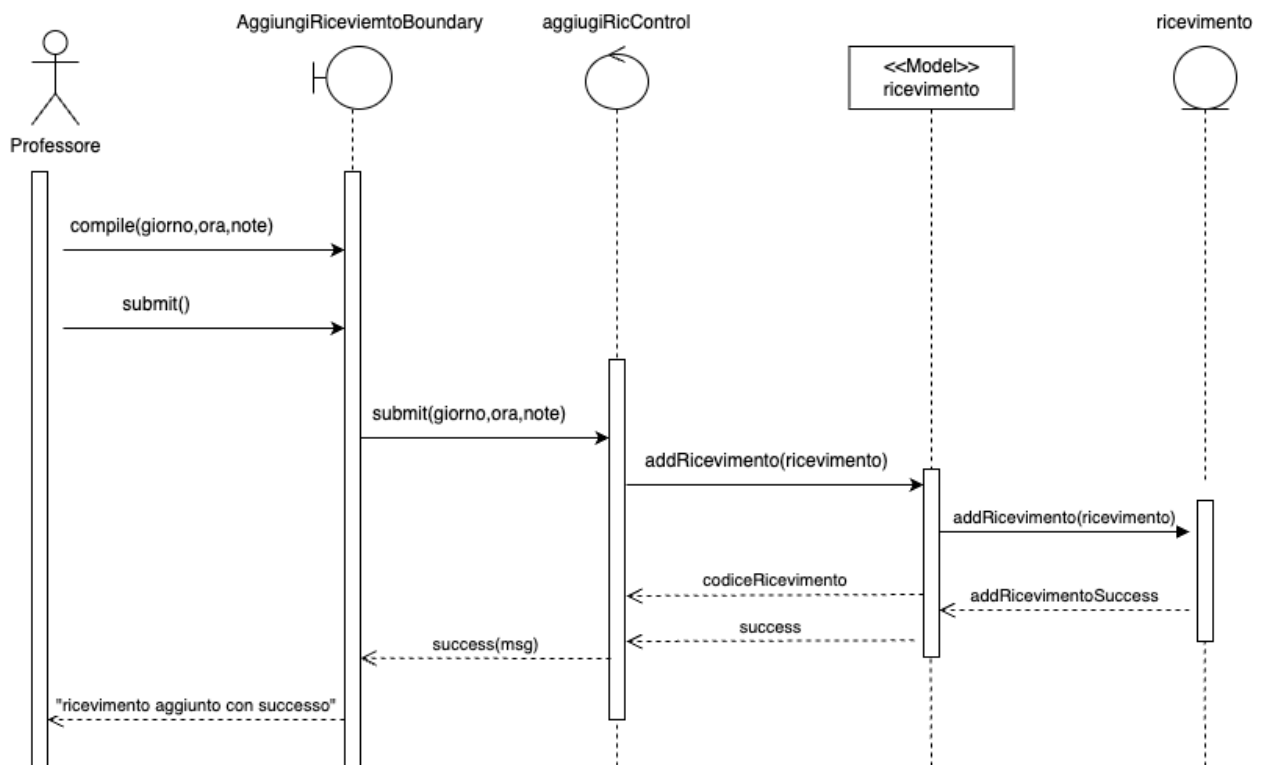 AggiungiRiceviemtoBoundary
aggiugiRicControl
ricevimento
<<Model>>
ricevimento
Professore
compile(giorno,ora,note)
submit()
submit(giorno,ora,note)
addRicevimento(ricevimento)
addRicevimento(ricevimento)
codiceRicevimento
addRicevimentoSuccess
success
success(msg)
"ricevimento aggiunto con successo"